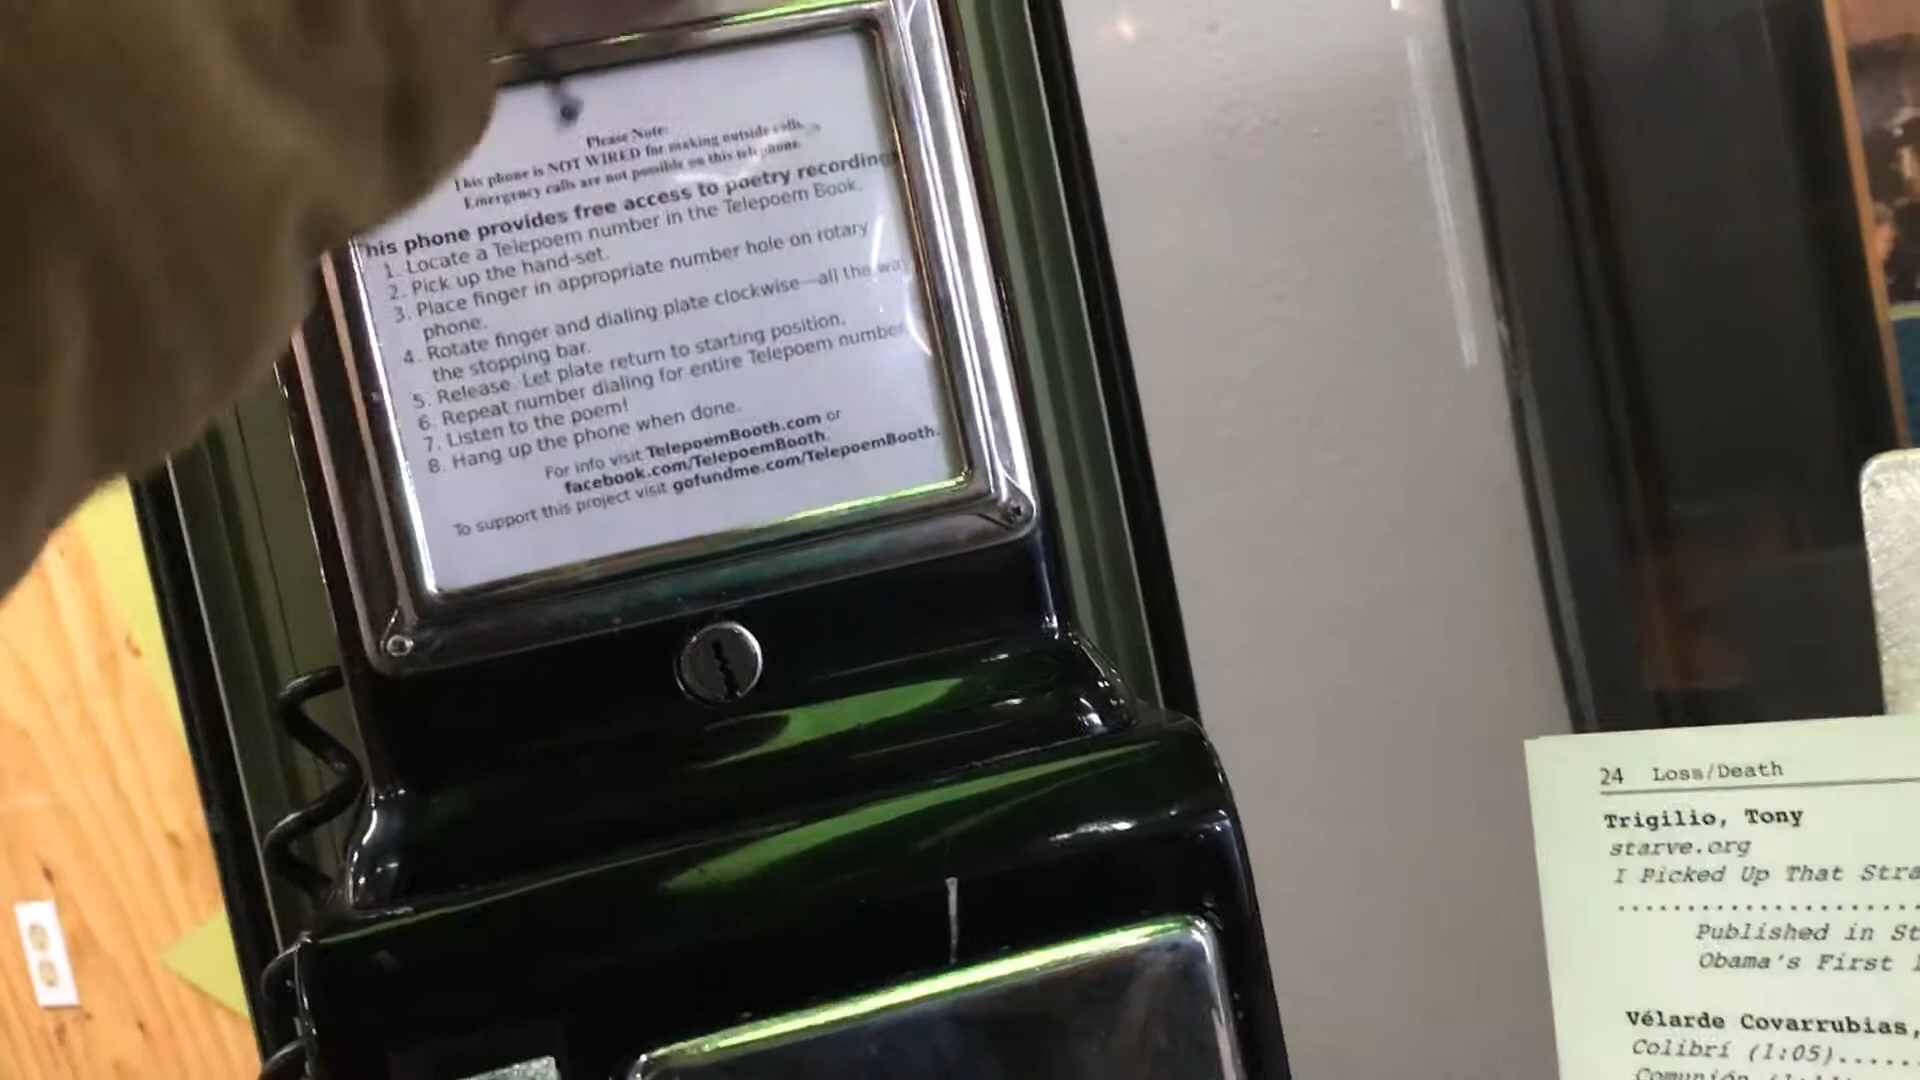 Please Note:
This phone is NOT WIRED for making outside calls.
Emergency calls are not possible on this telephone.
his phone provides free access to poetry recordings
1. Locate a Telepoem number in the Telepoem Book.
2. Pick up the hand-set.
3. Place finger in appropriate number hole on rotary
phone.
4. Rotate finger and dialing plate clockwise—all the way
the stopping bar.
5. Release. Let plate return to starting position.
6. Repeat number dialing for entire Telepoem number
7. Listen to the poem!
8. Hang up the phone when done.
For info visit TelepoemBooth.com or
facebook.com/TelepoemBooth.
To support this project visit gofundme.com/TelepoemBooth.
24 Loss/Death
Trigilio, Tony
starve.org
I Picked Up That Stra
Published in St
Obama's First
Vélarde Covarrubias,
Colibrí (1:05)
Comunión